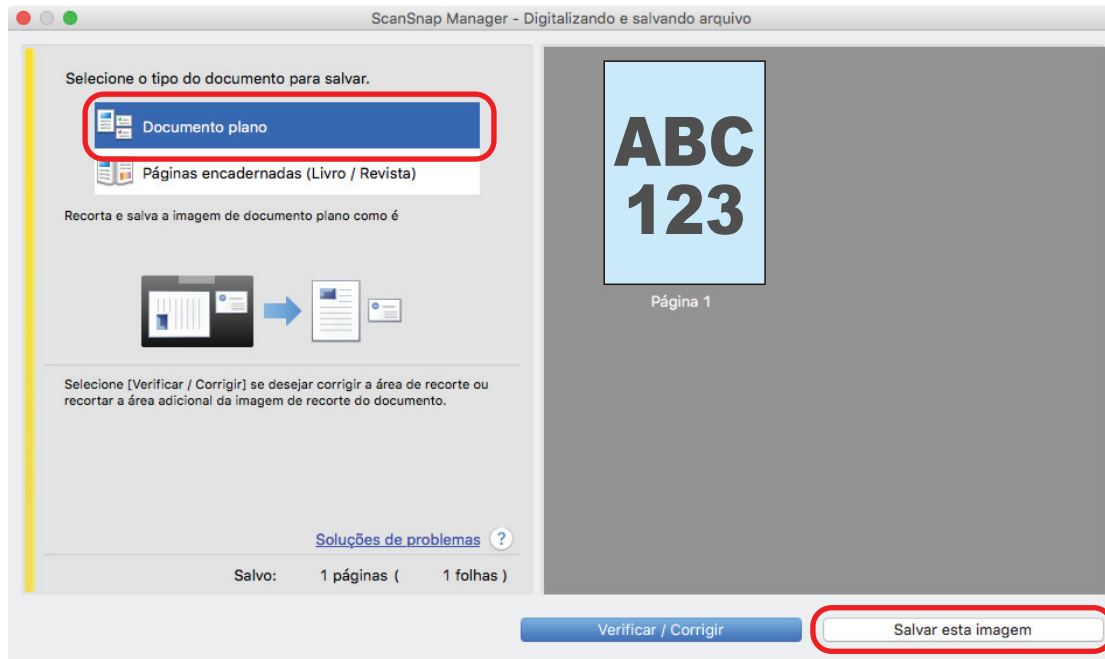 ScanSnap Manager - Digitalizando e salvando arquivo
Selecione o tipo do documento para salvar.
Documento plano
Páginas encadernadas (Livro / Revista)
Recorta e salva a imagem de documento plano como é
Selecione [Verificar / Corrigir] se desejar corrigir a área de recorte ou
recortar a área adicional da imagem de recorte do documento.
Soluções de problemas ?
Salvo: 1 páginas ( 1 folhas )
ABC
123
Página 1
Verificar / Corrigir
Salvar esta imagem